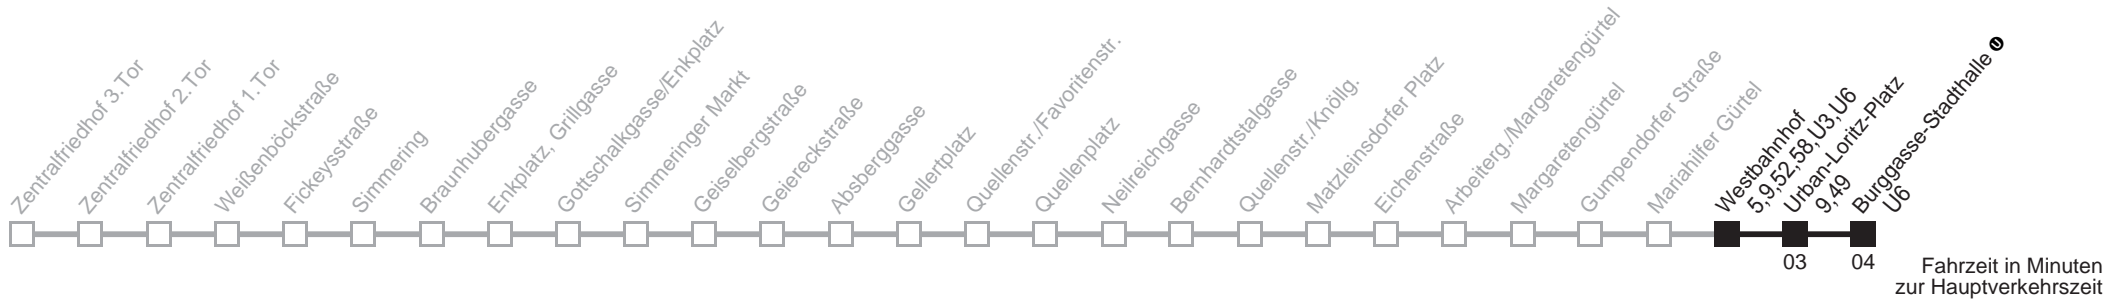 Zentralfriedhof 3.Tor
Zentralfriedhof 2.Tor
Zentralfriedhof 1.Tor
Weißenböckstraße
Fickeysstraße
Simmering
Braunhubergasse
Enkplatz, Grillgasse
Gottschalkgasse/Enkplatz
Simmeringer Markt
Geiselbergstraße
Geiereckstraße
Absberggasse
Gellertplatz
Quellenstr./Favoritenstr.
Quellenplatz
Neilreichgasse
Bernhardtstalgasse
Quellenstr./Knöllg.
Matzleinsdorfer Platz
Eichenstraße
Arbeiterg./Margaretengürtel
Margaretengürtel
Gumpendorfer Straße
Mariahilfer Gürtel
Westbahnhof
5,9,52,58,U3,U6
Urban-Loritz-Platz
9,49
Burggasse-Stadthalle U
U6
03
04
Fahrzeit in Minuten
zur Hauptverkehrszeit